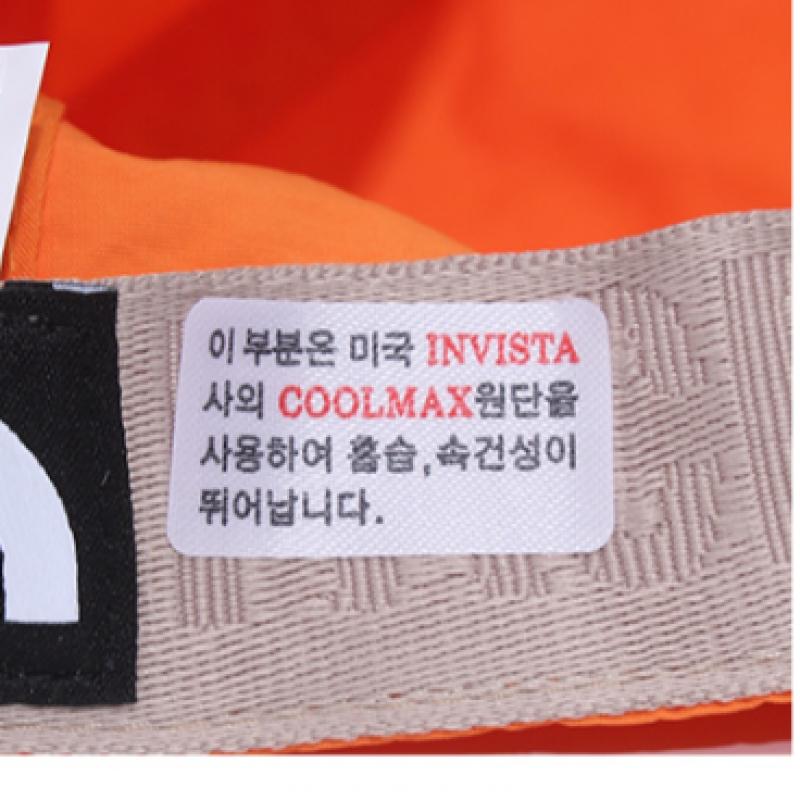 이 부분은 미국 INVISTA
사의 COOLMAX원단을
사용하여 흡습,속건성이
뛰어납니다.